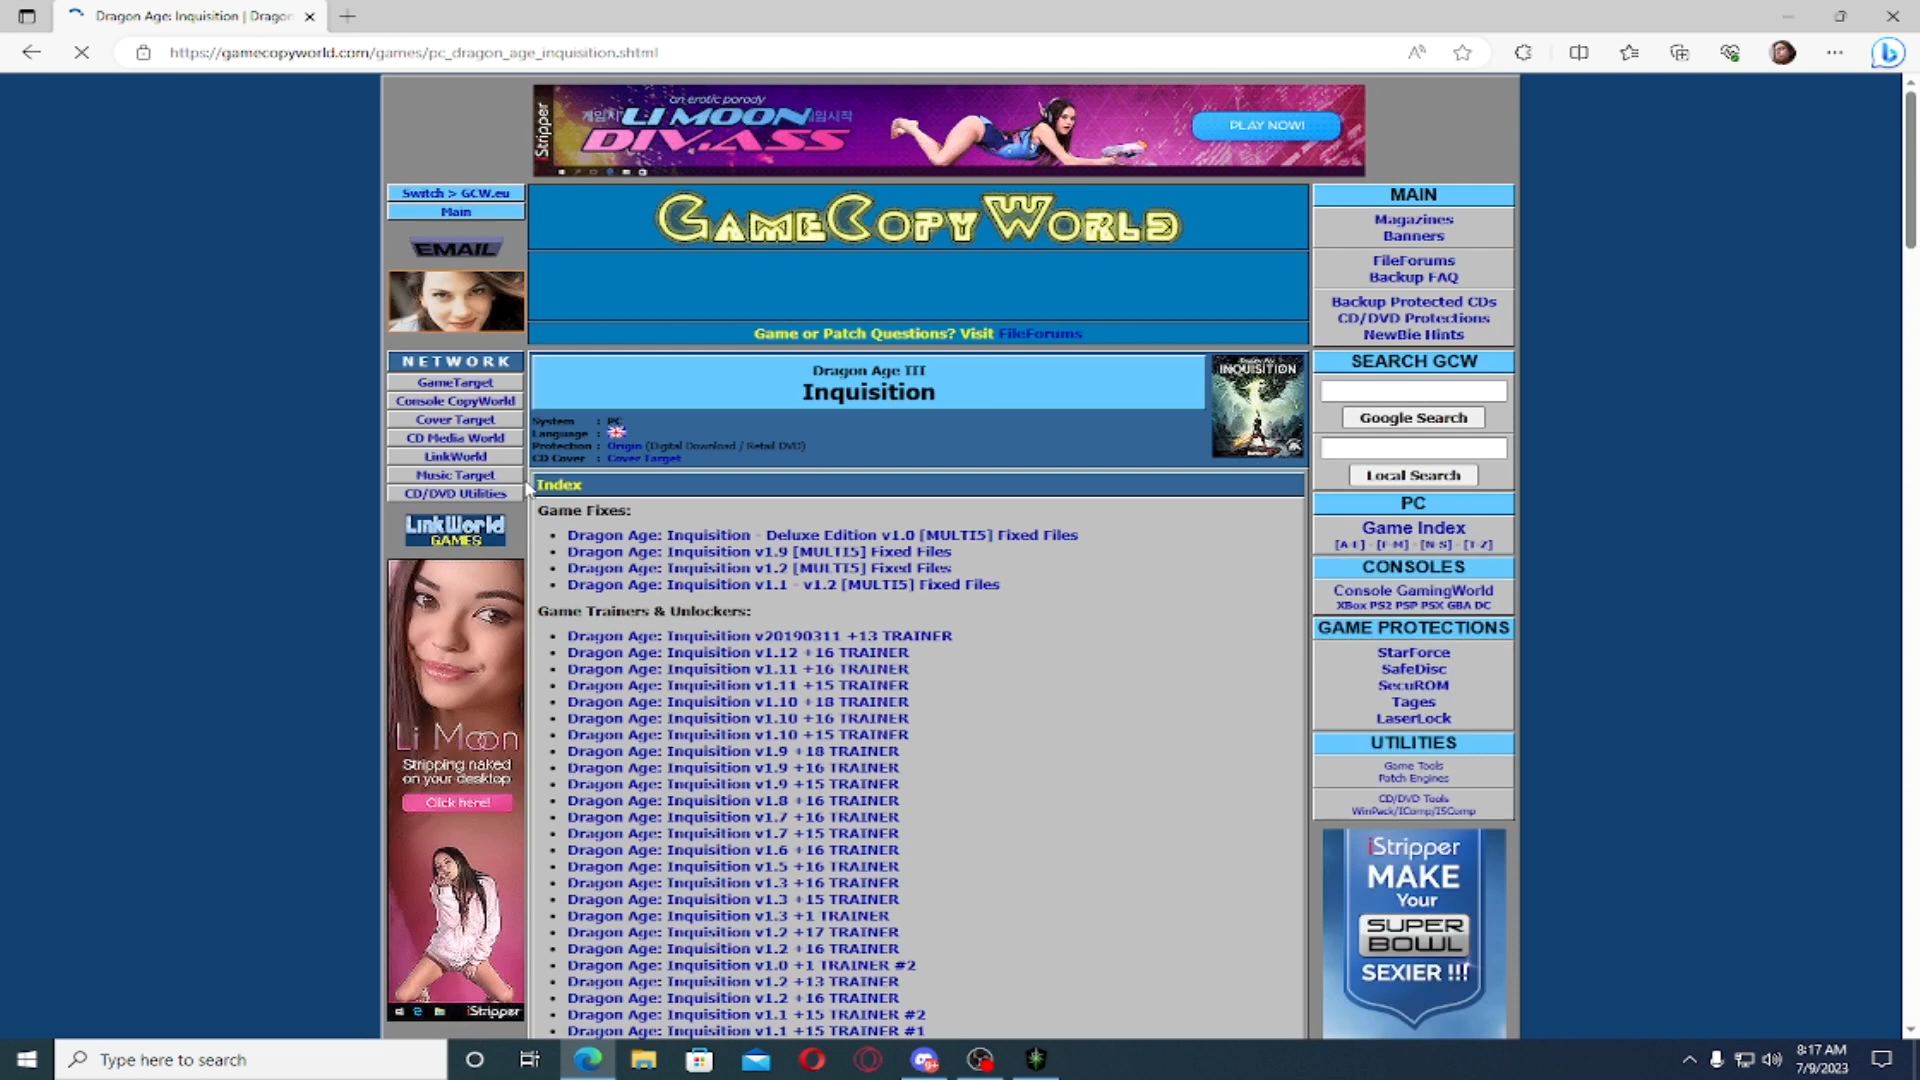 Dragon Age: Inquisition | Dragon
https://gamecopyworld.com/games/pc_dragon_age_inquisition.shtml
iStripper
an erotic parody
LI MOON
DIV.ASS
PLAY NOW!
Switch > GCW.eu
Main
EMAIL
GAMECOPYWORLD
Game or Patch Questions? Visit FileForums
MAIN
Magazines
Banners
FileForums
Backup FAQ
Backup Protected CDs
CD/DVD Protections
NewBie Hints
NETWORK
GameTarget
Console CopyWorld
Cover Target
CD Media World
LinkWorld
Music Target
CD/DVD Utilities
LinkWorld
GAMES
Li Moon
Stripping naked
on your desktop
Click here!
iStripper
Dragon Age III
Inquisition
System : PC
Language :
Protection : Origin (Digital Download / Retail DVD)
CD Cover : Cover Target
INQUISITION
Index
Game Fixes:
• Dragon Age: Inquisition - Deluxe Edition v1.0 [MULTI5] Fixed Files
• Dragon Age: Inquisition v1.9 [MULTI5] Fixed Files
• Dragon Age: Inquisition v1.2 [MULTI5] Fixed Files
• Dragon Age: Inquisition v1.1 - v1.2 [MULTI5] Fixed Files
Game Trainers & Unlockers:
• Dragon Age: Inquisition v20190311 +13 TRAINER
• Dragon Age: Inquisition v1.12 +16 TRAINER
• Dragon Age: Inquisition v1.11 +16 TRAINER
• Dragon Age: Inquisition v1.11 +15 TRAINER
• Dragon Age: Inquisition v1.10 +18 TRAINER
• Dragon Age: Inquisition v1.10 +16 TRAINER
• Dragon Age: Inquisition v1.10 +15 TRAINER
• Dragon Age: Inquisition v1.9 +18 TRAINER
• Dragon Age: Inquisition v1.9 +16 TRAINER
• Dragon Age: Inquisition v1.9 +15 TRAINER
• Dragon Age: Inquisition v1.8 +16 TRAINER
• Dragon Age: Inquisition v1.7 +16 TRAINER
• Dragon Age: Inquisition v1.7 +15 TRAINER
• Dragon Age: Inquisition v1.6 +16 TRAINER
• Dragon Age: Inquisition v1.5 +16 TRAINER
• Dragon Age: Inquisition v1.3 +16 TRAINER
• Dragon Age: Inquisition v1.3 +15 TRAINER
• Dragon Age: Inquisition v1.3 +1 TRAINER
• Dragon Age: Inquisition v1.2 +17 TRAINER
• Dragon Age: Inquisition v1.2 +16 TRAINER
• Dragon Age: Inquisition v1.0 +1 TRAINER #2
• Dragon Age: Inquisition v1.2 +13 TRAINER
• Dragon Age: Inquisition v1.2 +16 TRAINER
• Dragon Age: Inquisition v1.1 +15 TRAINER #2
• Dragon Age: Inquisition v1.1 +15 TRAINER #1
SEARCH GCW
Google Search
Local Search
PC
Game Index
[A-E] - [F-M] - [N-S] - [T-Z]
CONSOLES
Console GamingWorld
XBox PS2 PSP PSX GBA DC
GAME PROTECTIONS
StarForce
SafeDisc
SecuROM
Tages
LaserLock
UTILITIES
Game Tools
Patch Engines
CD/DVD Tools
WinPack/IComp/ISComp
iStripper
MAKE
Your
SUPER
BOWL
SEXIER !!!
Type here to search
8:17 AM
7/9/2023